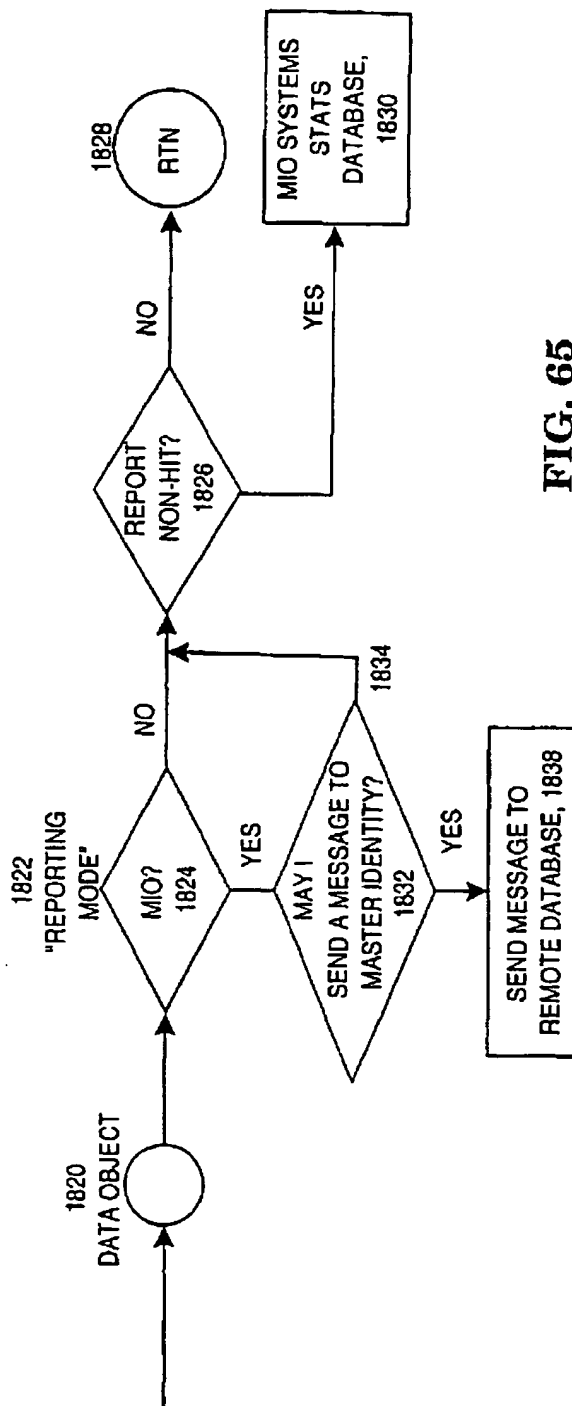 1820
DATA OBJECT
1822
"REPORTING
MODE"
MIO?
1824
NO
YES
MAY I
SEND A MESSAGE TO
MASTER IDENTITY?
1832
1834
YES
SEND MESSAGE TO
REMOTE DATABASE, 1838
REPORT
NON-HIT?
1826
NO
1828
RTN
YES
MIO SYSTEMS
STATS
DATABASE,
1830
FIG. 65